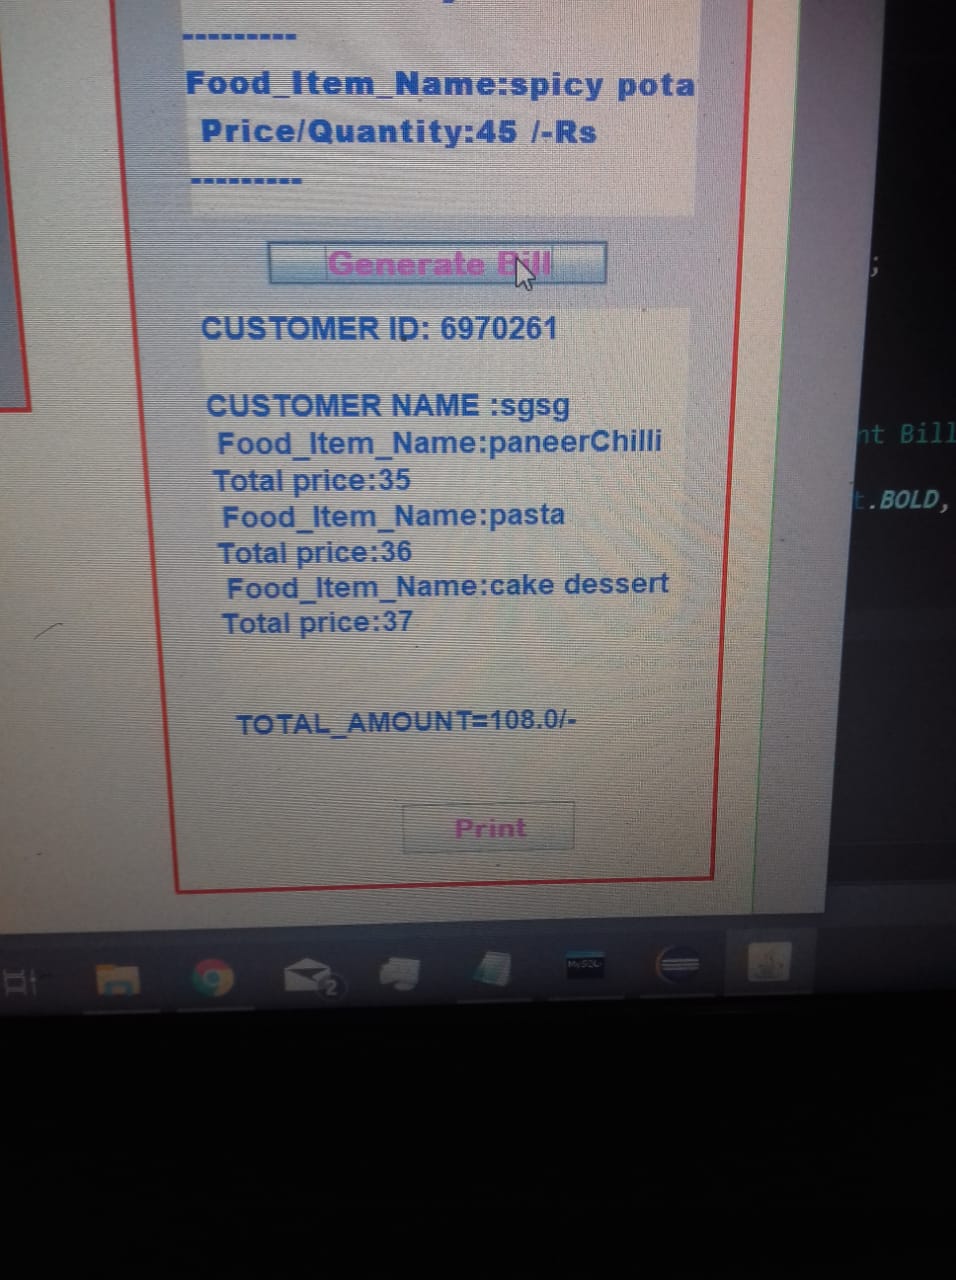 ---------
Food_Item_Name:spicy pota
Price/Quantity:45 /-Rs
---------
Generate Bill
CUSTOMER ID: 6970261
CUSTOMER NAME :sgsg
Food_Item_Name:paneerChilli
Total price:35
Food_Item_Name:pasta
Total price:36
Food_Item_Name:cake dessert
Total price:37
TOTAL_AMOUNT=108.0/-
Print
;
nt Bill
t.BOLD,
2
MySQL